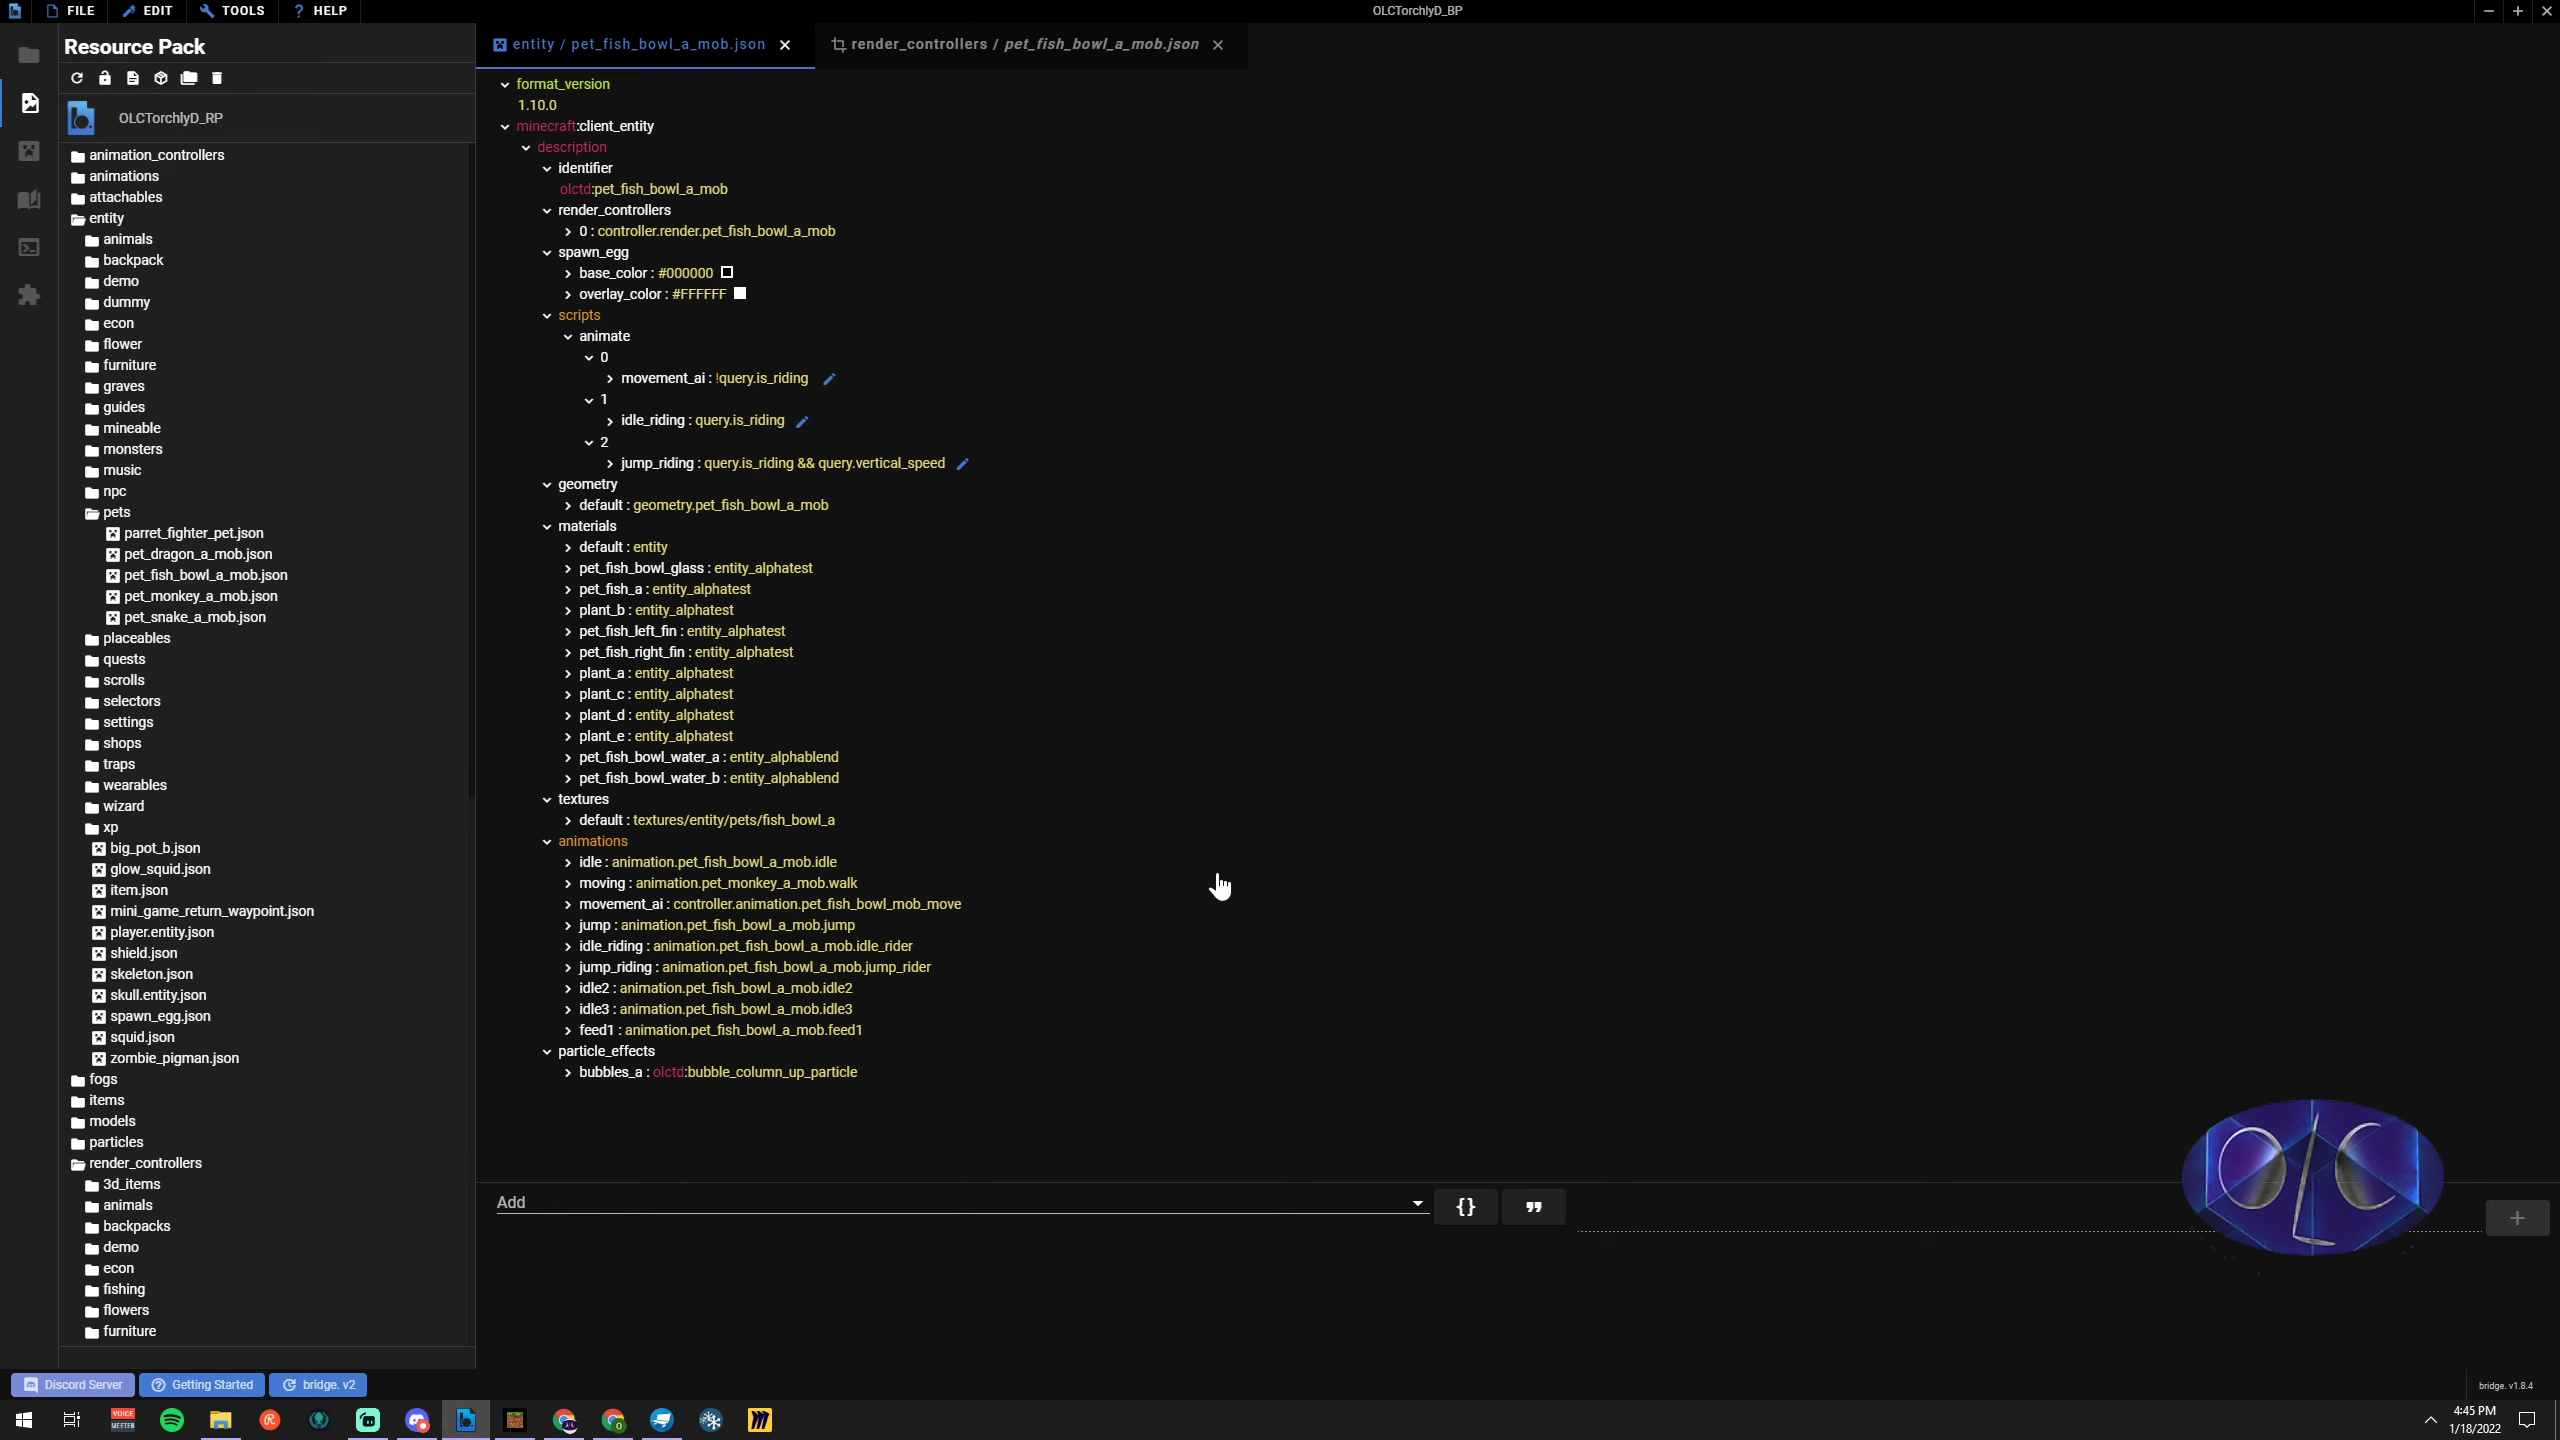 FILE
EDIT
TOOLS
HELP
OLCTorchlyD_BP
Resource Pack
OLCTorchlyD_RP
animation_controllers
animations
attachables
entity
animals
backpack
demo
dummy
econ
flower
furniture
graves
guides
mineable
monsters
music
npc
pets
parret_fighter_pet.json
pet_dragon_a_mob.json
pet_fish_bowl_a_mob.json
pet_monkey_a_mob.json
pet_snake_a_mob.json
placeables
quests
scrolls
selectors
settings
shops
traps
wearables
wizard
xp
big_pot_b.json
glow_squid.json
item.json
mini_game_return_waypoint.json
player.entity.json
shield.json
skeleton.json
skull.entity.json
spawn_egg.json
squid.json
zombie_pigman.json
fogs
items
models
particles
render_controllers
3d_items
animals
backpacks
demo
econ
fishing
flowers
furniture
entity / pet_fish_bowl_a_mob.json
render_controllers / pet_fish_bowl_a_mob.json
format_version
1.10.0
minecraft:client_entity
description
identifier
olctd:pet_fish_bowl_a_mob
render_controllers
0 : controller.render.pet_fish_bowl_a_mob
spawn_egg
base_color : #000000
overlay_color : #FFFFFF
scripts
animate
0
movement_ai : !query.is_riding
1
idle_riding : query.is_riding
2
jump_riding : query.is_riding && query.vertical_speed
geometry
default : geometry.pet_fish_bowl_a_mob
materials
default : entity
pet_fish_bowl_glass : entity_alphatest
pet_fish_a : entity_alphatest
plant_b : entity_alphatest
pet_fish_left_fin : entity_alphatest
pet_fish_right_fin : entity_alphatest
plant_a : entity_alphatest
plant_c : entity_alphatest
plant_d : entity_alphatest
plant_e : entity_alphatest
pet_fish_bowl_water_a : entity_alphablend
pet_fish_bowl_water_b : entity_alphablend
textures
default : textures/entity/pets/fish_bowl_a
animations
idle : animation.pet_fish_bowl_a_mob.idle
moving : animation.pet_monkey_a_mob.walk
movement_ai : controller.animation.pet_fish_bowl_mob_move
jump : animation.pet_fish_bowl_a_mob.jump
idle_riding : animation.pet_fish_bowl_a_mob.idle_rider
jump_riding : animation.pet_fish_bowl_a_mob.jump_rider
idle2 : animation.pet_fish_bowl_a_mob.idle2
idle3 : animation.pet_fish_bowl_a_mob.idle3
feed1 : animation.pet_fish_bowl_a_mob.feed1
particle_effects
bubbles_a : olctd:bubble_column_up_particle
Add
{}
OLC
Discord Server
Getting Started
bridge. v2
bridge. v1.8.4
VOICE
MEETER
4:45 PM
1/18/2022